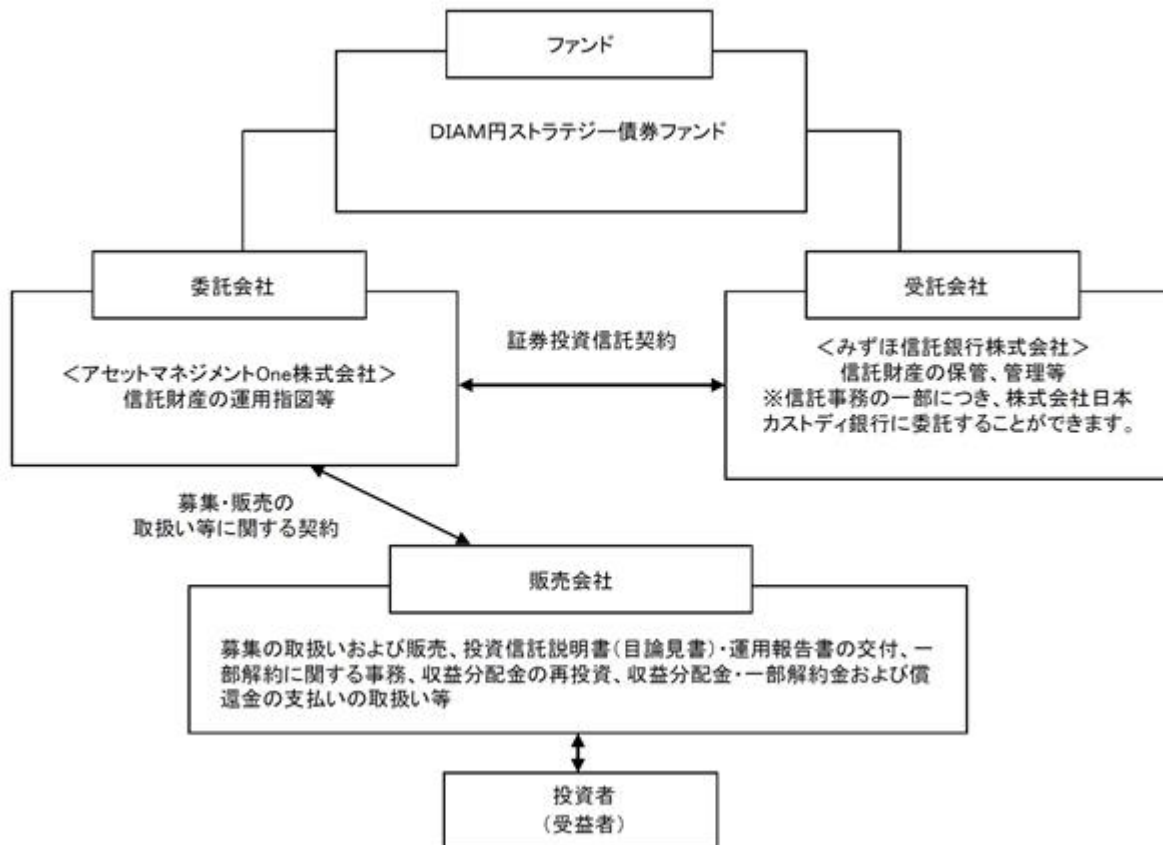 ファンド
DIAM円ストラテジー債券ファンド
委託会社
<アセットマネジメントOne株式会社>
信託財産の運用指図等
証券投資信託契約
受託会社
<みずほ信託銀行株式会社>
信託財産の保管、管理等
※信託事務の一部につき、株式会社日本
カストディ銀行に委託することができます。
募集・販売の
取扱い等に関する契約
販売会社
募集の取扱いおよび販売、投資信託説明書(目論見書)・運用報告書の交付、一
部解約に関する事務、収益分配金の再投資、収益分配金・一部解約金および償
還金の支払いの取扱い等
投資者
(受益者)